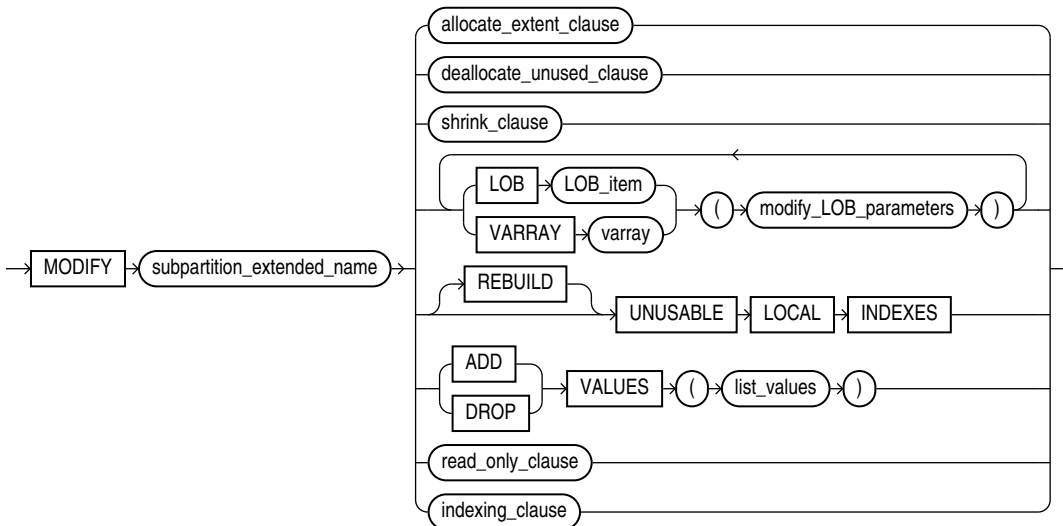 allocate_extent_clause
deallocate_unused_clause
shrink_clause
LOB LOB_item
VARRAY varray
( modify_LOB_parameters )
MODIFY subpartition_extended_name
REBUILD
UNUSABLE LOCAL INDEXES
ADD
DROP
VALUES ( list_values )
read_only_clause
indexing_clause